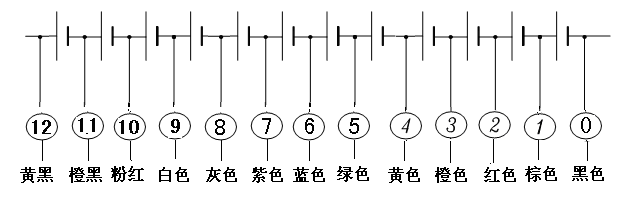 12 11 10 9 8 7 6 5 4 3 2 1 0
黄黑 橙黑 粉红 白色 灰色 紫色 蓝色 绿色 黄色 橙色 红色 棕色 黑色